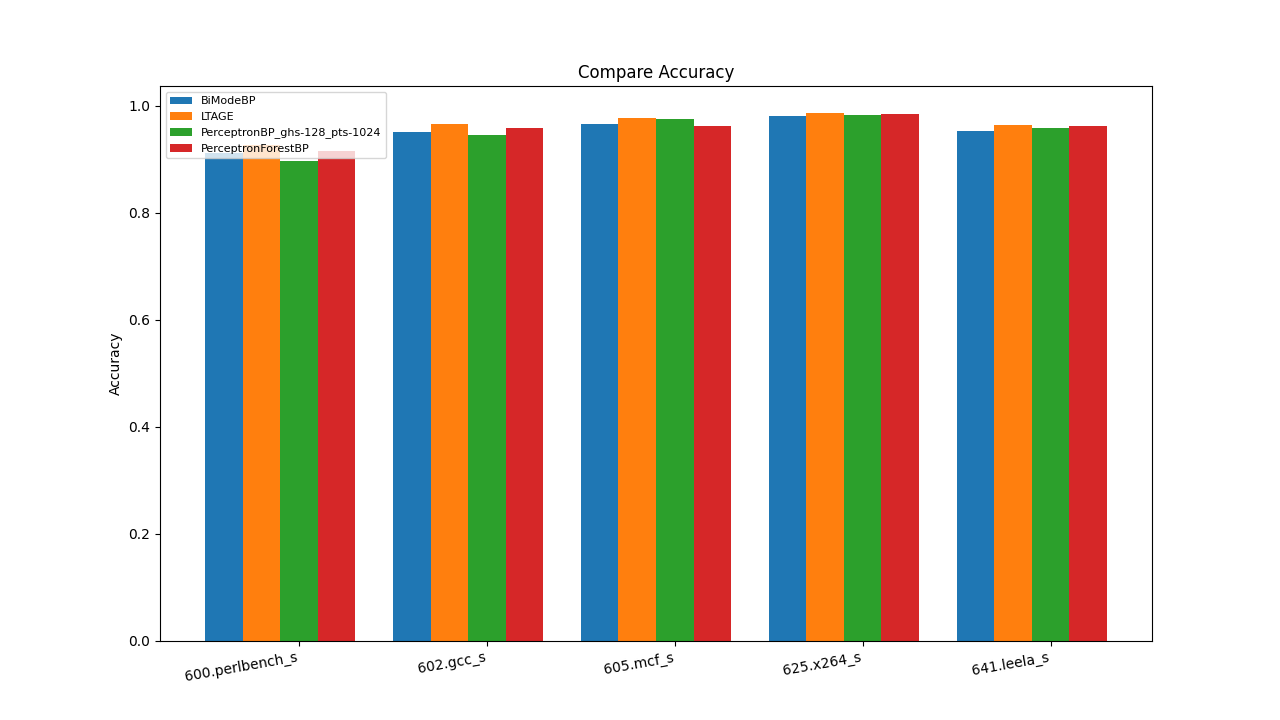 Compare Accuracy
BiModeBP
LTAGE
PerceptronBP_ghs-128_pts-1024
PerceptronForestBP
Accuracy
1.0
0.8
0.6
0.4
0.2
0.0
600.perlbench_s
602.gcc_s
605.mcf_s
625.x264_s
641.leela_s